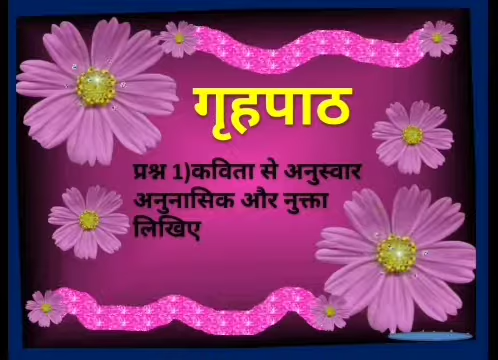 गृहपाठ
प्रश्न 1)कविता से अनुस्वार
अनुनासिक और नुक्ता
लिखिए